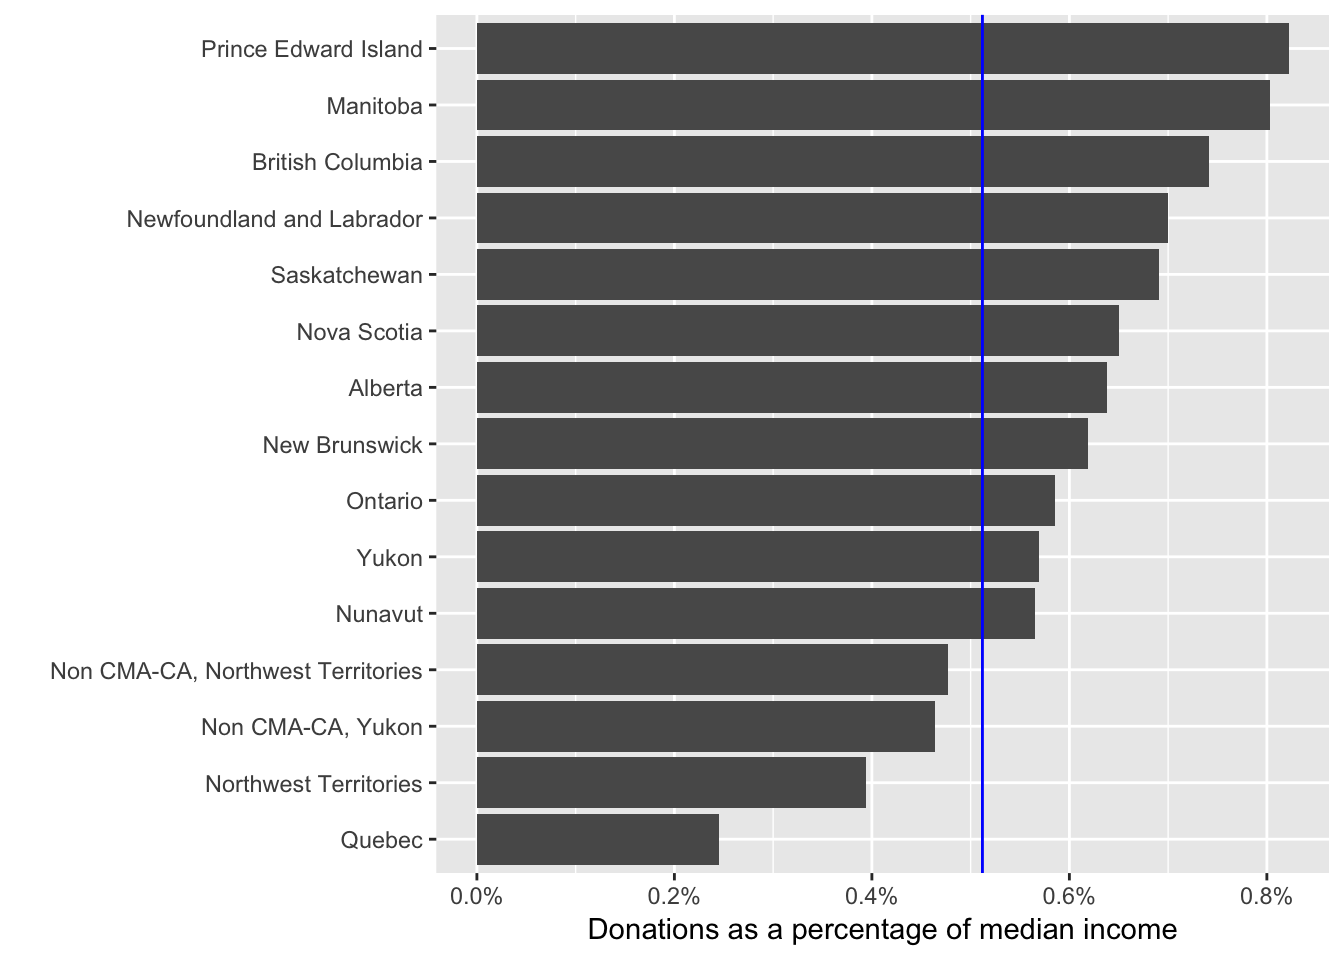 Prince Edward Island
Manitoba
British Columbia
Newfoundland and Labrador
Saskatchewan
Nova Scotia
Alberta
New Brunswick
Ontario
Yukon
Nunavut
Non CMA-CA, Northwest Territories
Non CMA-CA, Yukon
Northwest Territories
Quebec
0.0% 0.2% 0.4% 0.6% 0.8%
Donations as a percentage of median income